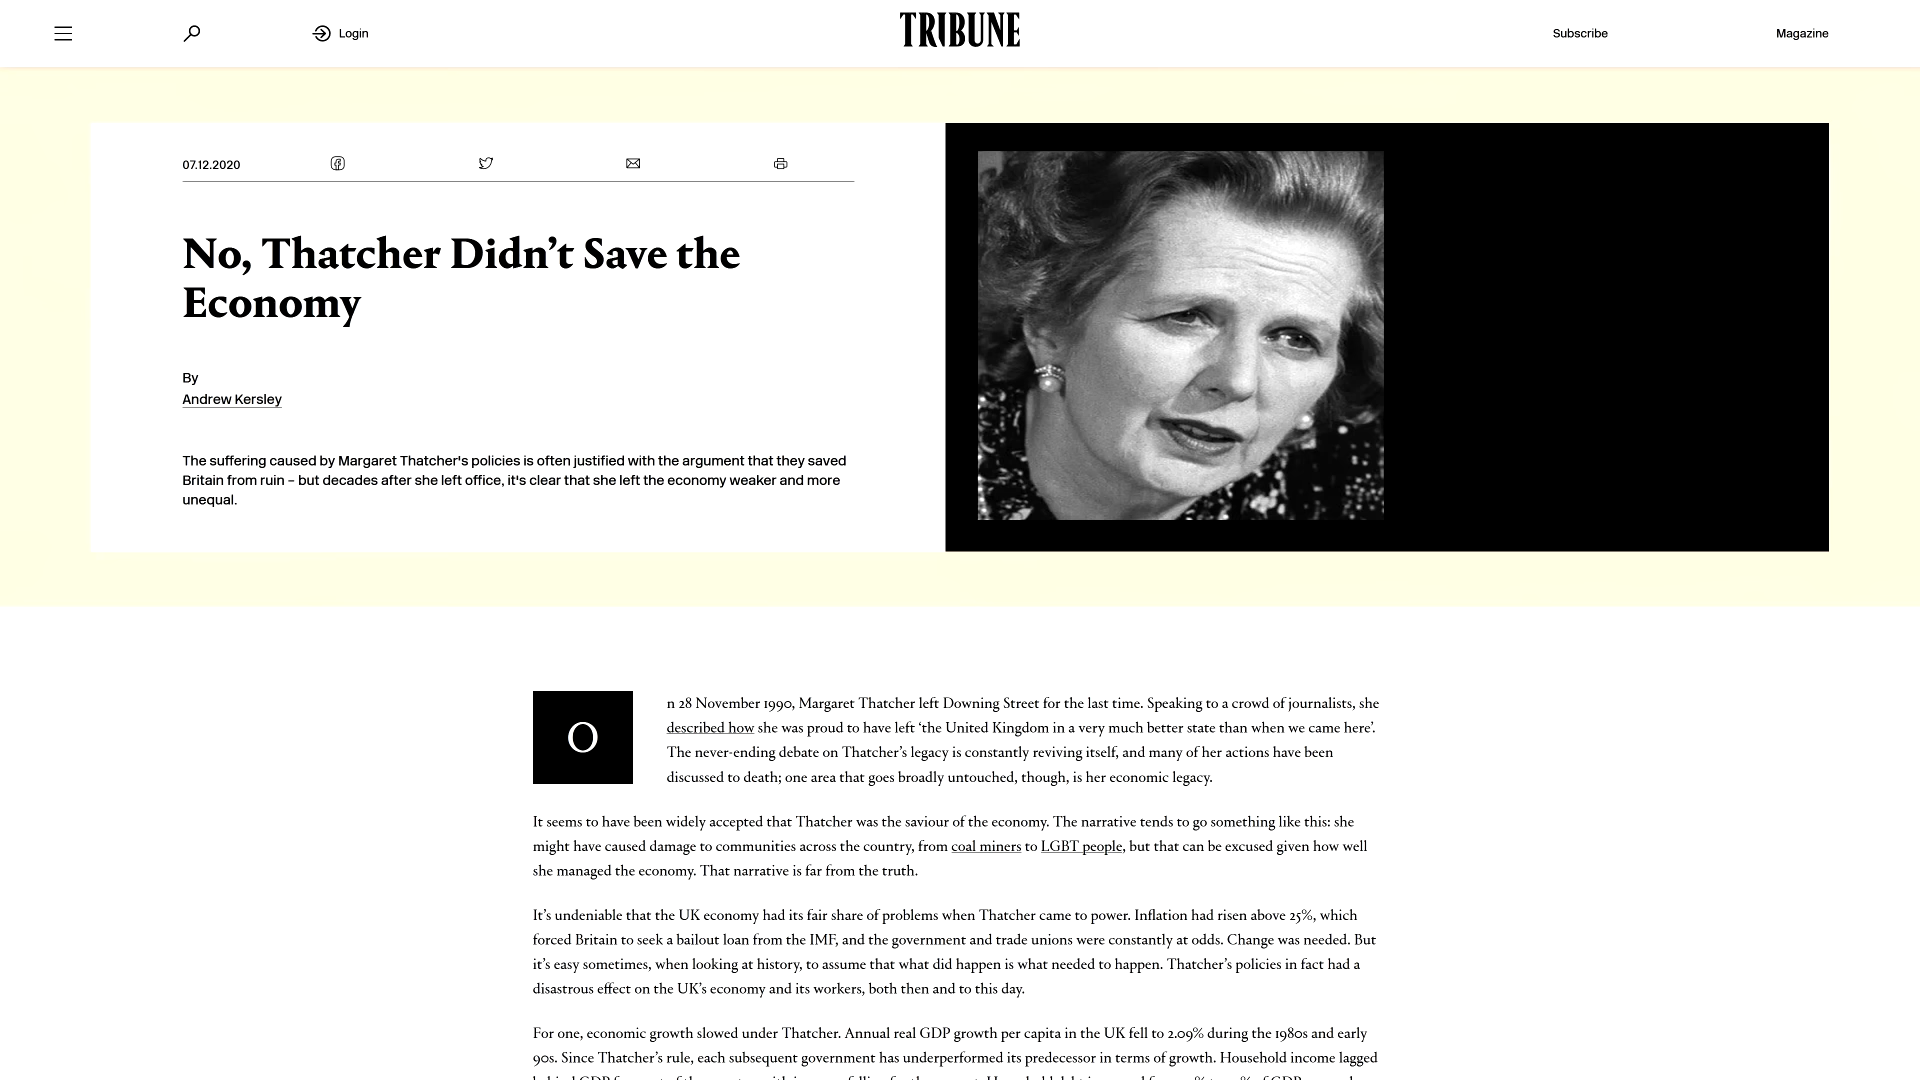 Login
TRIBUNE
Subscribe
Magazine
07.12.2020
No, Thatcher Didn’t Save the
Economy
By
Andrew Kersley
The suffering caused by Margaret Thatcher's policies is often justified with the argument that they saved
Britain from ruin – but decades after she left office, it's clear that she left the economy weaker and more
unequal.
On 28 November 1990, Margaret Thatcher left Downing Street for the last time. Speaking to a crowd of journalists, she
described how she was proud to have left ‘the United Kingdom in a very much better state than when we came here’.
The never-ending debate on Thatcher’s legacy is constantly reviving itself, and many of her actions have been
discussed to death; one area that goes broadly untouched, though, is her economic legacy.
It seems to have been widely accepted that Thatcher was the saviour of the economy. The narrative tends to go something like this: she
might have caused damage to communities across the country, from coal miners to LGBT people, but that can be excused given how well
she managed the economy. That narrative is far from the truth.
It’s undeniable that the UK economy had its fair share of problems when Thatcher came to power. Inflation had risen above 25%, which
forced Britain to seek a bailout loan from the IMF, and the government and trade unions were constantly at odds. Change was needed. But
it’s easy sometimes, when looking at history, to assume that what did happen is what needed to happen. Thatcher’s policies in fact had a
disastrous effect on the UK’s economy and its workers, both then and to this day.
For one, economic growth slowed under Thatcher. Annual real GDP growth per capita in the UK fell to 2.09% during the 1980s and early
90s. Since Thatcher’s rule, each subsequent government has underperformed its predecessor in terms of growth. Household income lagged